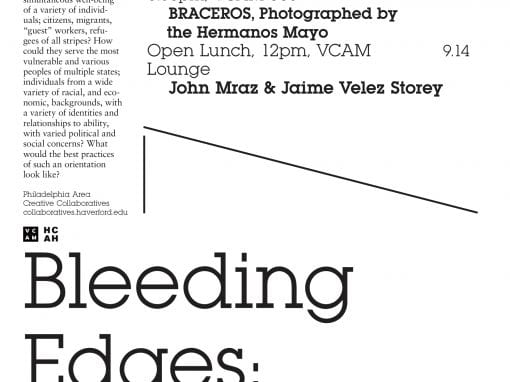 simultaneous well-being
of a variety of individ-
uals; citizens, migrants,
"guest" workers, refu-
gees of all stripes? How
could they serve the most
vulnerable and various
peoples of multiple states;
individuals from a wide
variety of racial, and eco-
nomic, backgrounds, with
a variety of identities and
relationships to ability,
with varied political and
social concerns? What
would the best practices
of such an orientation
look like?
Philadelphia Area
Creative Collaboratives
collaboratives.haverford.edu
BRACEROS, Photographed by
the Hermanos Mayo
Open Lunch, 12pm, VCAM 9.14
Lounge
John Mraz & Jaime Velez Storey
VC HC
AM AH
Bleeding
Edges: